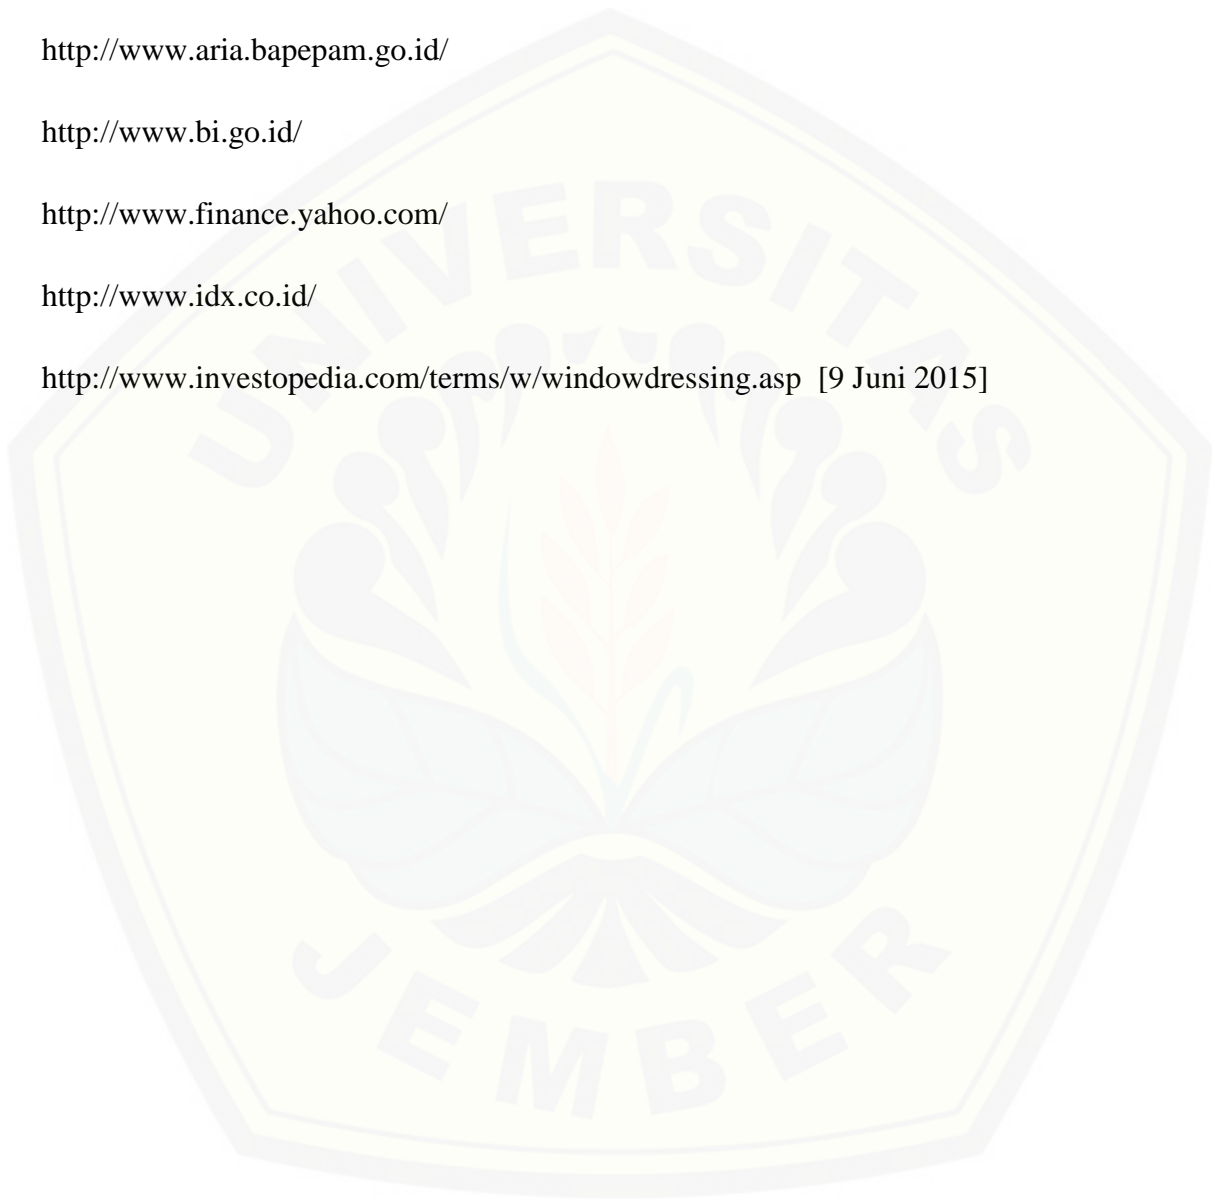 http://www.aria.bapepam.go.id/
http://www.bi.go.id/
http://www.finance.yahoo.com/
http://www.idx.co.id/
http://www.investopedia.com/terms/w/windowdressing.asp [9 Juni 2015]
UNIVERSITAS
JEMBER